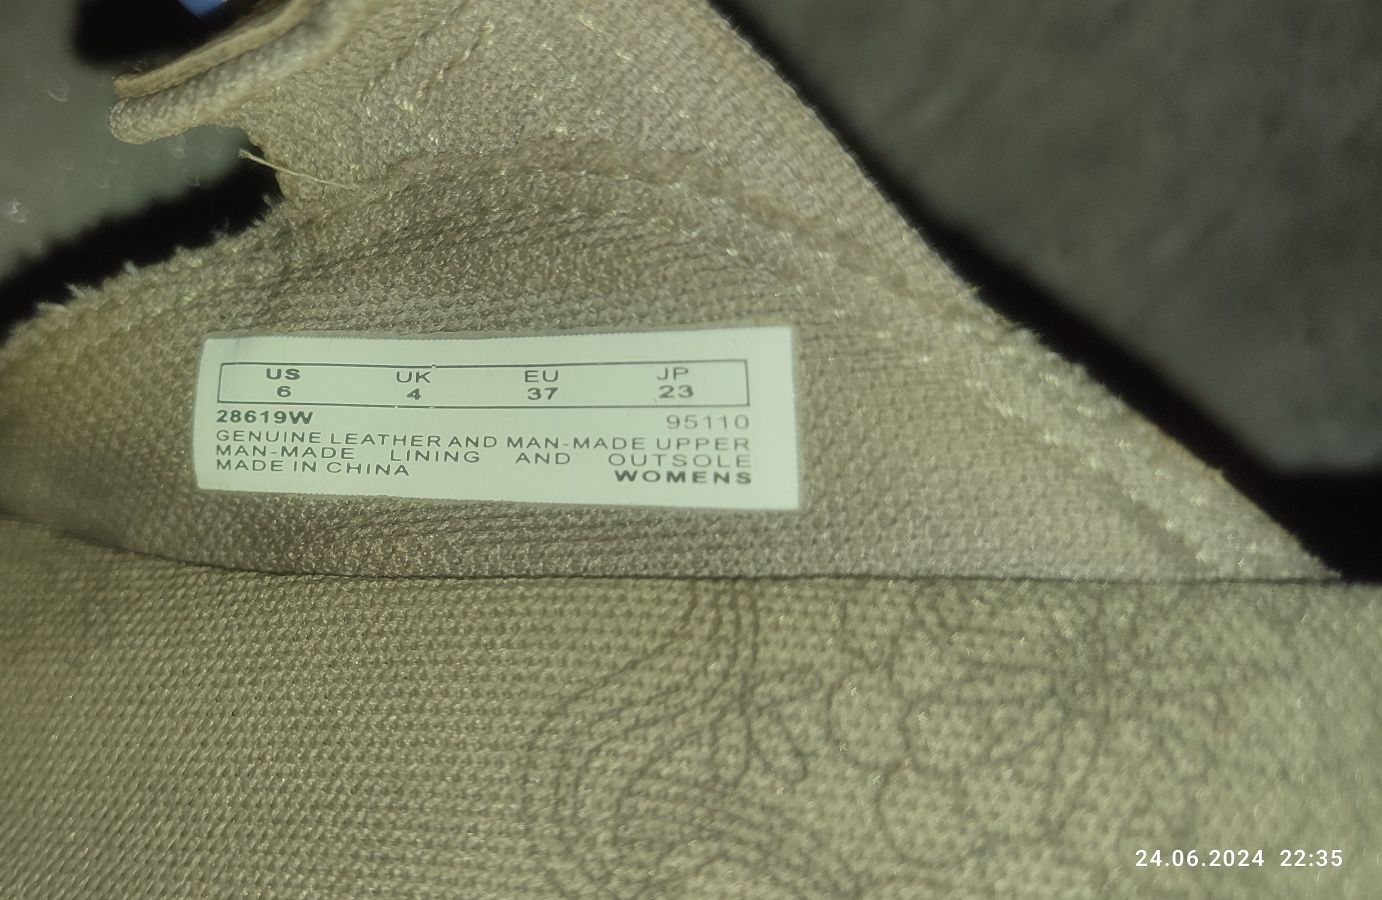 US UK EU JP
6 4 37 23
28619W 95110
GENUINE LEATHER AND MAN-MADE UPPER
MAN-MADE LINING AND OUTSOLE
MADE IN CHINA
WOMENS
24.06.2024 22:35